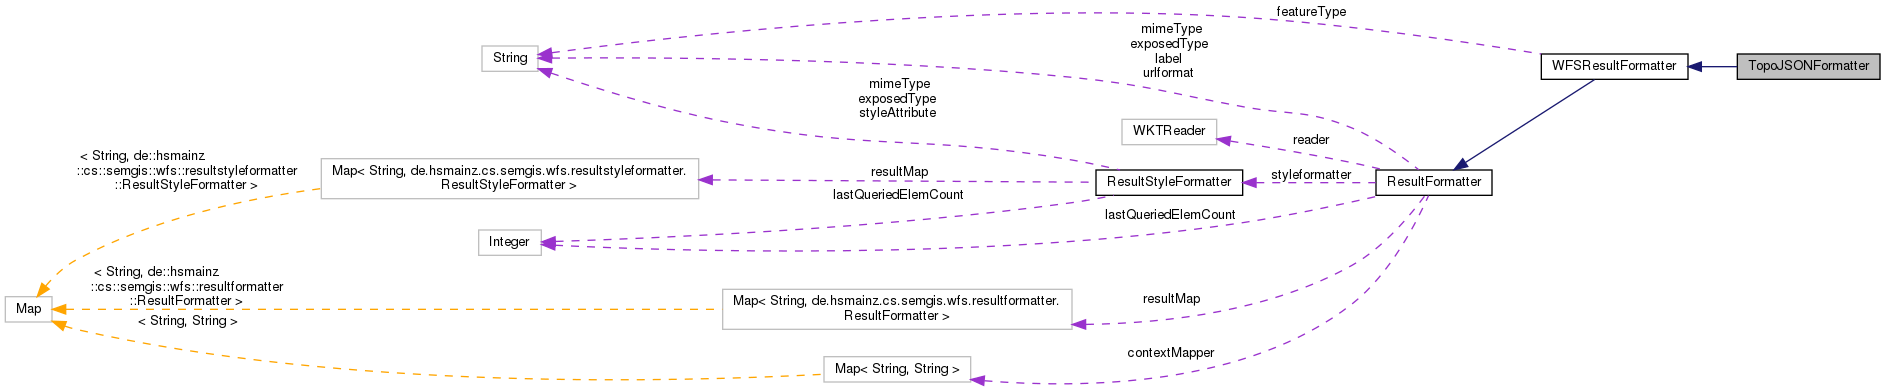 featureType
mimeType
exposedType
label
urlformat
String
WFSResultFormatter
TopoJSONFormatter
mimeType
exposedType
styleAttribute
WKTReader
reader
< String, de::hsmainz
::cs::semgis::wfs::resultstyleformatter
::ResultStyleFormatter >
Map< String, de.hsmainz.cs.semgis.wfs.resultstyleformatter.
ResultStyleFormatter >
resultMap
ResultStyleFormatter
styleformatter
ResultFormatter
lastQueriedElemCount
lastQueriedElemCount
Integer
< String, de::hsmainz
::cs::semgis::wfs::resultformatter
::ResultFormatter >
Map
Map< String, de.hsmainz.cs.semgis.wfs.resultformatter.
ResultFormatter >
resultMap
< String, String >
contextMapper
Map< String, String >